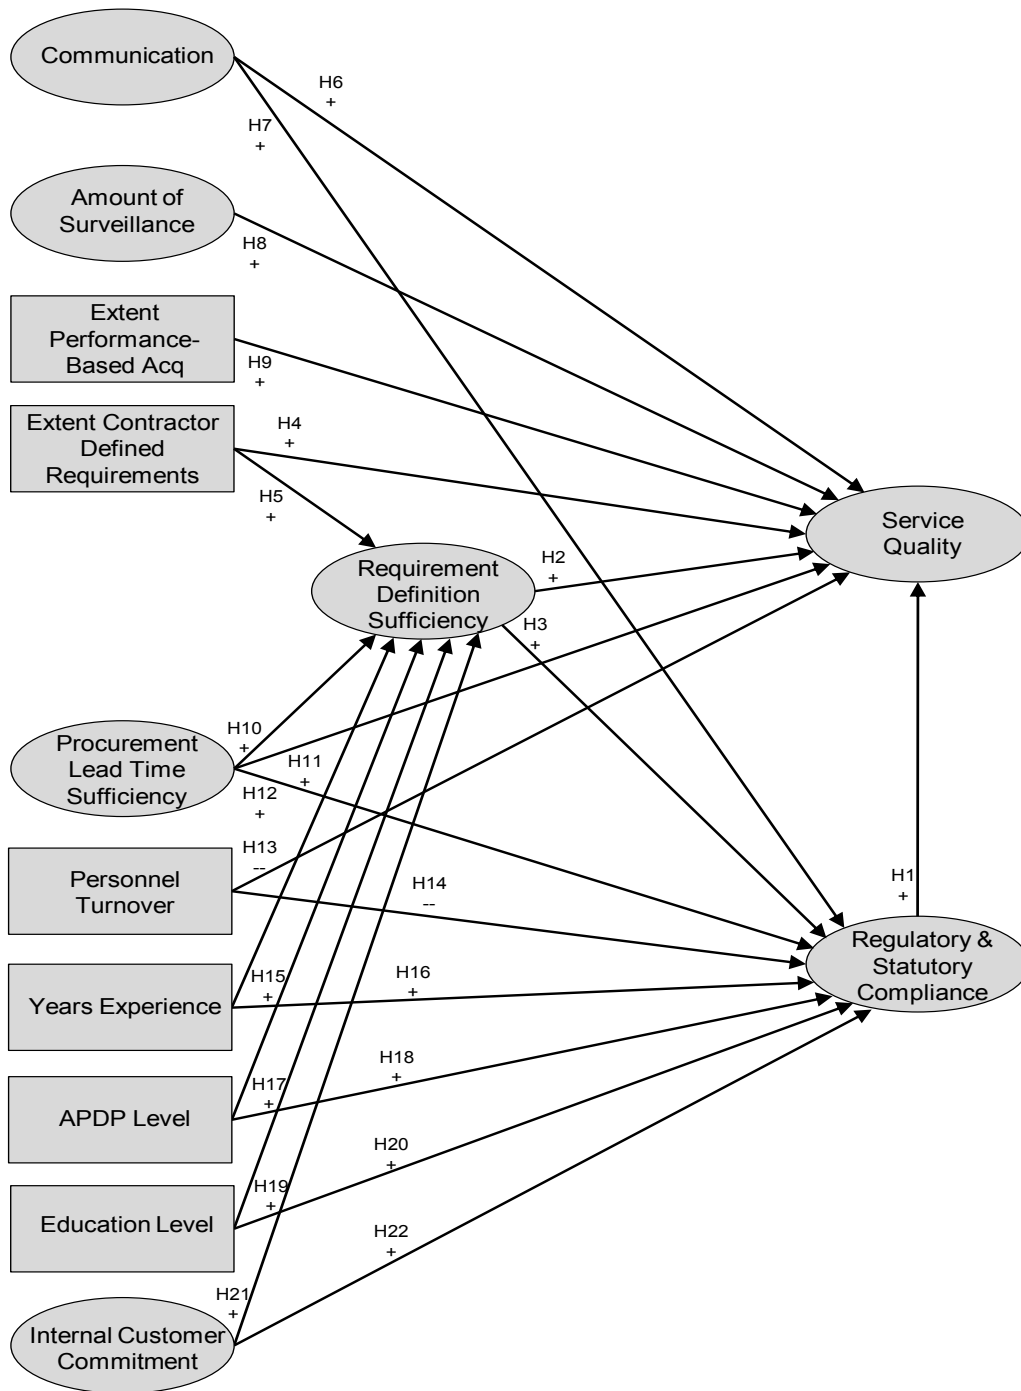 Communication
H6
+
H7
+
Amount of
Surveillance
H8
+
Extent
Performance-
Based Acq
H9
+
Extent Contractor
Defined
Requirements
H4
+
H5
+
Service
Quality
Requirement
Definition
Sufficiency
H2
+
H3
+
Procurement
Lead Time
Sufficiency
H10
+
H11
+
H12
+
Personnel
Turnover
H13
--
H14
--
H1
+
Regulatory &
Statutory
Compliance
Years Experience
H15
+
H16
+
APDP Level
H17
+
H18
+
Education Level
H19
+
H20
+
Internal Customer
Commitment
H21
+
H22
+